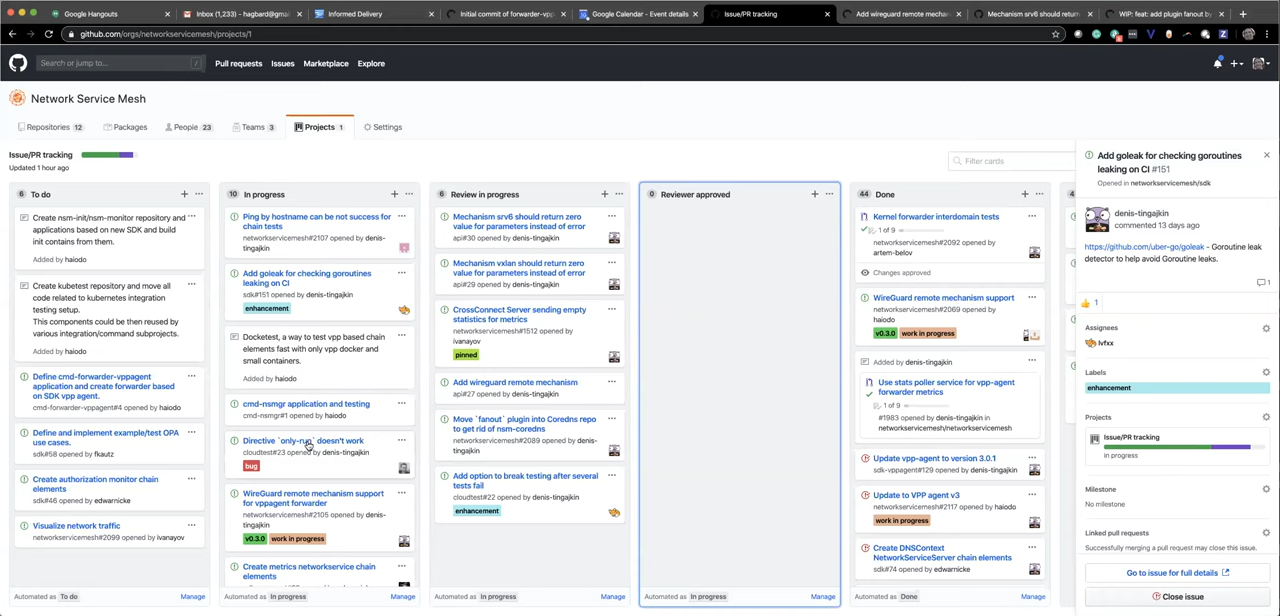 Google Hangouts
Inbox (1,233) - hagbard@gmai
Informed Delivery
Initial commit of forwarder-vpp
Google Calendar - Event details
Issue/PR tracking
Add wireguard remote mechan
Mechanism srv6 should return
WIP: feat: add plugin fanout by
github.com/orgs/networkservicemesh/projects/1
Search or jump to...
/
Pull requests
Issues
Marketplace
Explore
Network Service Mesh
Repositories 12
Packages
People 23
Teams 3
Projects 1
Settings
Issue/PR tracking
Updated 1 hour ago
Filter cards
6 To do
Create nsm-init/nsm-monitor repository and
applications based on new SDK and build
init contains from them.
Added by haiodo
Create kubetest repository and move all
code related to kubernetes integration
testing setup.
This components could be then reused by
various integration/command subprojects.
Added by haiodo
Define cmd-forwarder-vppagent
application and create forwarder based
on SDK vpp agent.
cmd-forwarder-vppagent#4 opened by haiodo
Define and implement example/test OPA
use cases.
sdk#58 opened by fkautz
Create authorization monitor chain
elements
sdk#46 opened by edwarnicke
Visualize network traffic
networkservicemesh#2099 opened by ivanayov
Automated as To do
Manage
10 In progress
Ping by hostname can be not success for
chain tests
networkservicemesh#2107 opened by denis-
tingajkin
Add goleak for checking goroutines
leaking on CI
sdk#151 opened by denis-tingajkin
enhancement
Docketest, a way to test vpp based chain
elements fast with only vpp docker and
small containers.
Added by haiodo
cmd-nsmgr application and testing
cmd-nsmgr#1 opened by haiodo
Directive `only-run` doesn't work
cloudtest#23 opened by denis-tingajkin
bug
WireGuard remote mechanism support
for vppagent forwarder
networkservicemesh#2105 opened by denis-
tingajkin
v0.3.0 work in progress
Create metrics networkservice chain
elements
Automated as In progress
Manage
6 Review in progress
Mechanism srv6 should return zero
value for parameters instead of error
api#30 opened by denis-tingajkin
Mechanism vxlan should return zero
value for parameters instead of error
api#29 opened by denis-tingajkin
CrossConnect Server sending empty
statistics for metrics
networkservicemesh#1512 opened by
ivanayov
pinned
Add wireguard remote mechanism
api#27 opened by denis-tingajkin
Move `fanout` plugin into Coredns repo
to get rid of nsm-coredns
networkservicemesh#2089 opened by denis-
tingajkin
Add option to break testing after several
tests fail
cloudtest#22 opened by denis-tingajkin
enhancement
Automated as In progress
Manage
0 Reviewer approved
Automated as In progress
Manage
44 Done
Kernel forwarder interdomain tests
1 of 9
networkservicemesh#2092 opened by
artem-belov
Changes approved
WireGuard remote mechanism support
networkservicemesh#2069 opened by
haiodo
v0.3.0 work in progress
Added by denis-tingajkin
Use stats poller service for vpp-agent
forwarder metrics
1 of 9
#1983 opened by denis-tingajkin in
networkservicemesh/networkservicemesh
Update vpp-agent to version 3.0.1
sdk-vppagent#129 opened by denis-tingajkin
Update to VPP agent v3
networkservicemesh#2117 opened by haiodo
work in progress
Create DNSContext
NetworkServiceServer chain elements
sdk#74 opened by edwarnicke
Automated as Done
Manage
4
Add goleak for checking goroutines
leaking on CI #151
Opened in networkservicemesh/sdk
denis-tingajkin
commented 13 days ago
https://github.com/uber-go/goleak - Goroutine leak
detector to help avoid Goroutine leaks.
1
1
Assignees
lvfxx
Labels
enhancement
Projects
Issue/PR tracking
in progress
Milestone
No milestone
Linked pull requests
Successfully merging a pull request may close this issue.
Go to issue for full details
Close issue